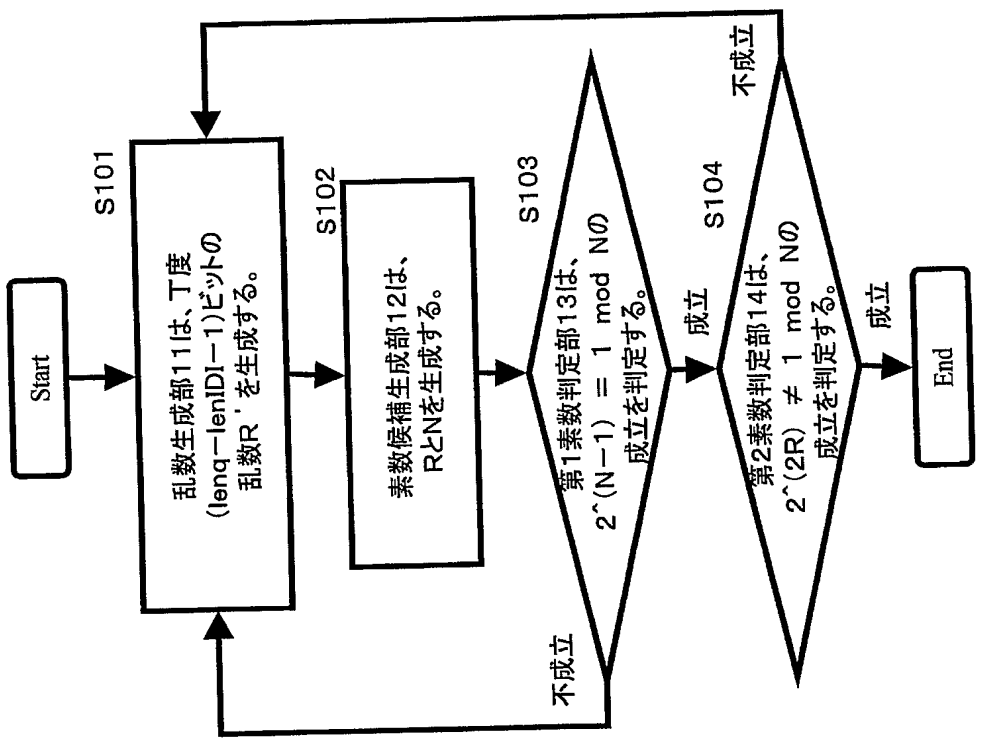 Start
S101
乱数生成部11は、丁度
(lenq－lenIDI－1)ビットの
乱数R'を生成する。
S102
素数候補生成部12は、
RとNを生成する。
S103
第1素数判定部13は、
2^(N－1) = 1 mod Nの
成立を判定する。
不成立
成立
S104
第2素数判定部14は、
2^(2R) ≠ 1 mod Nの
成立を判定する。
不成立
成立
End